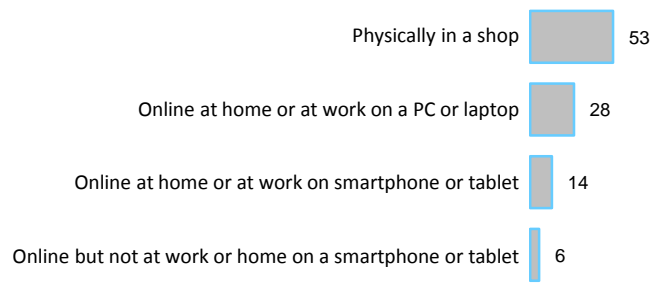 Physically in a shop 53
Online at home or at work on a PC or laptop 28
Online at home or at work on smartphone or tablet 14
Online but not at work or home on a smartphone or tablet 6